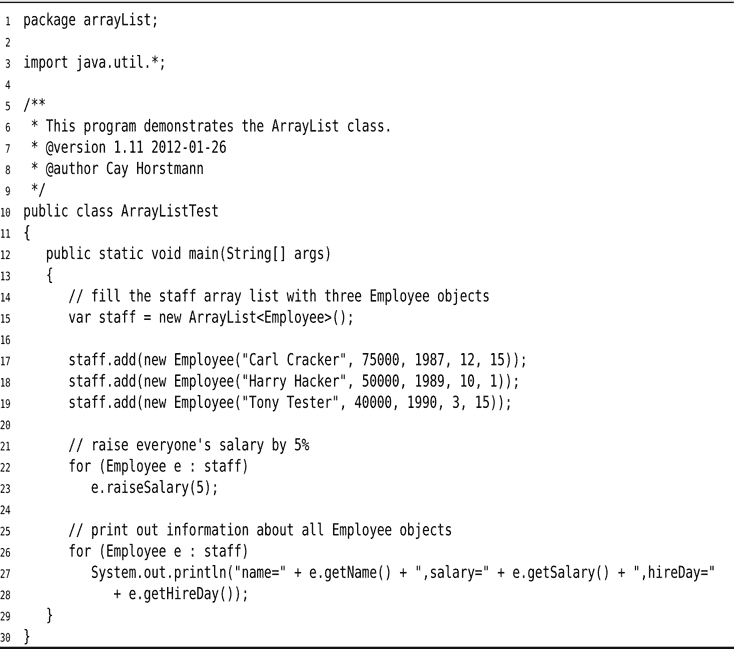 1 package arrayList;
2
3 import java.util.*;
4
5 /**
6  * This program demonstrates the ArrayList class.
7  * @version 1.11 2012-01-26
8  * @author Cay Horstmann
9  */
10 public class ArrayListTest
11 {
12    public static void main(String[] args)
13    {
14       // fill the staff array list with three Employee objects
15       var staff = new ArrayList<Employee>();
16
17       staff.add(new Employee("Carl Cracker", 75000, 1987, 12, 15));
18       staff.add(new Employee("Harry Hacker", 50000, 1989, 10, 1));
19       staff.add(new Employee("Tony Tester", 40000, 1990, 3, 15));
20
21       // raise everyone's salary by 5%
22       for (Employee e : staff)
23          e.raiseSalary(5);
24
25       // print out information about all Employee objects
26       for (Employee e : staff)
27          System.out.println("name=" + e.getName() + ",salary=" + e.getSalary() + ",hireDay="
28             + e.getHireDay());
29    }
30 }